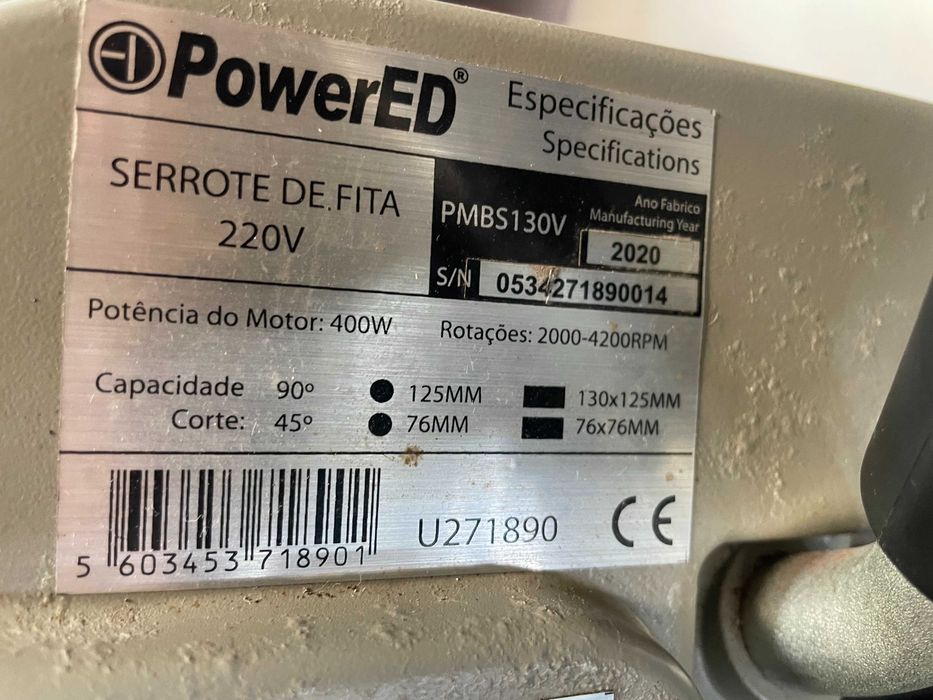 PowerED®
Especificações
Specifications
SERROTE DE.FITA
220V
PMBS130V
Ano Fabrico
Manufacturing Year
2020
S/N 0534271890014
Potência do Motor: 400W
Rotações: 2000-4200RPM
Capacidade 90º 125MM 130x125MM
Corte: 45º 76MM 76x76MM
5 603453 718901
U271890
CE